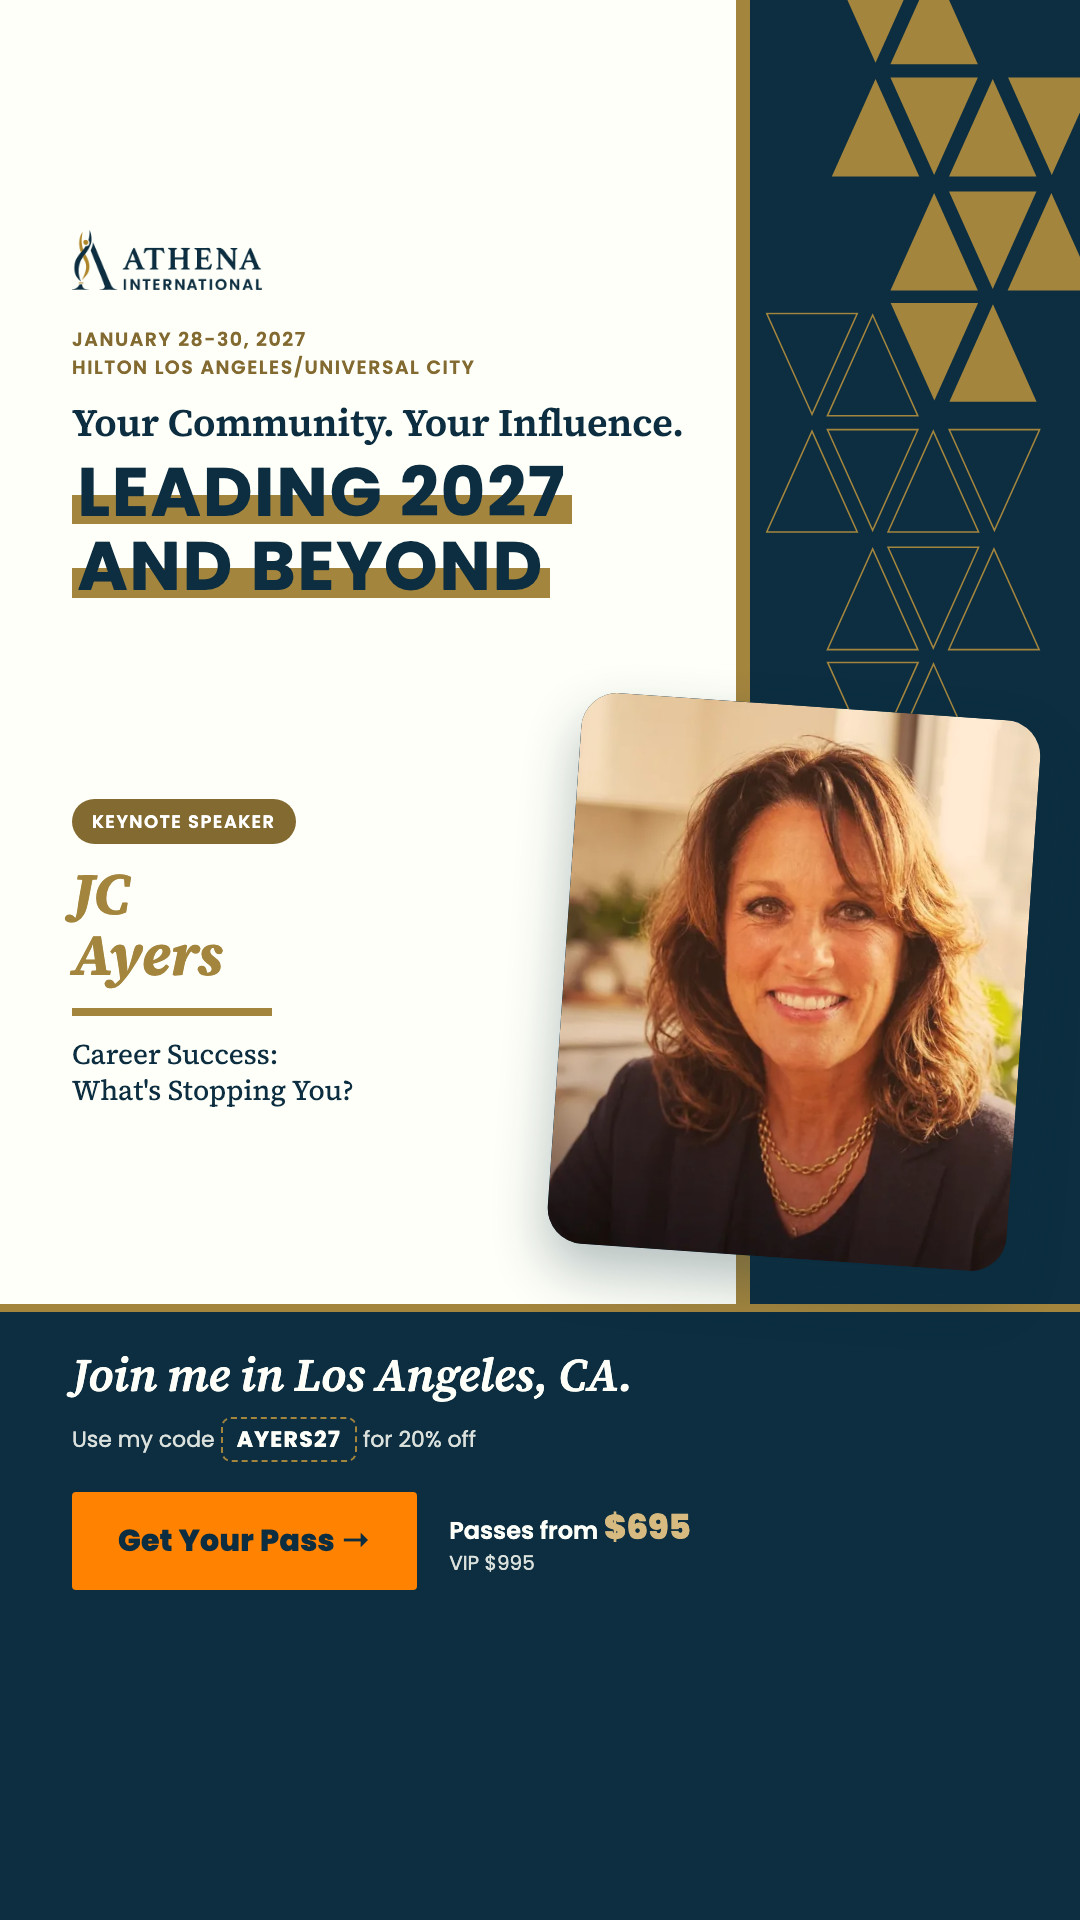 ATHENA
INTERNATIONAL
JANUARY 28-30, 2027
HILTON LOS ANGELES/UNIVERSAL CITY
Your Community. Your Influence.
LEADING 2027
AND BEYOND
KEYNOTE SPEAKER
JC
Ayers
Career Success:
What's Stopping You?
Join me in Los Angeles, CA.
Use my code AYERS27 for 20% off
Get Your Pass →
Passes from $695
VIP $995